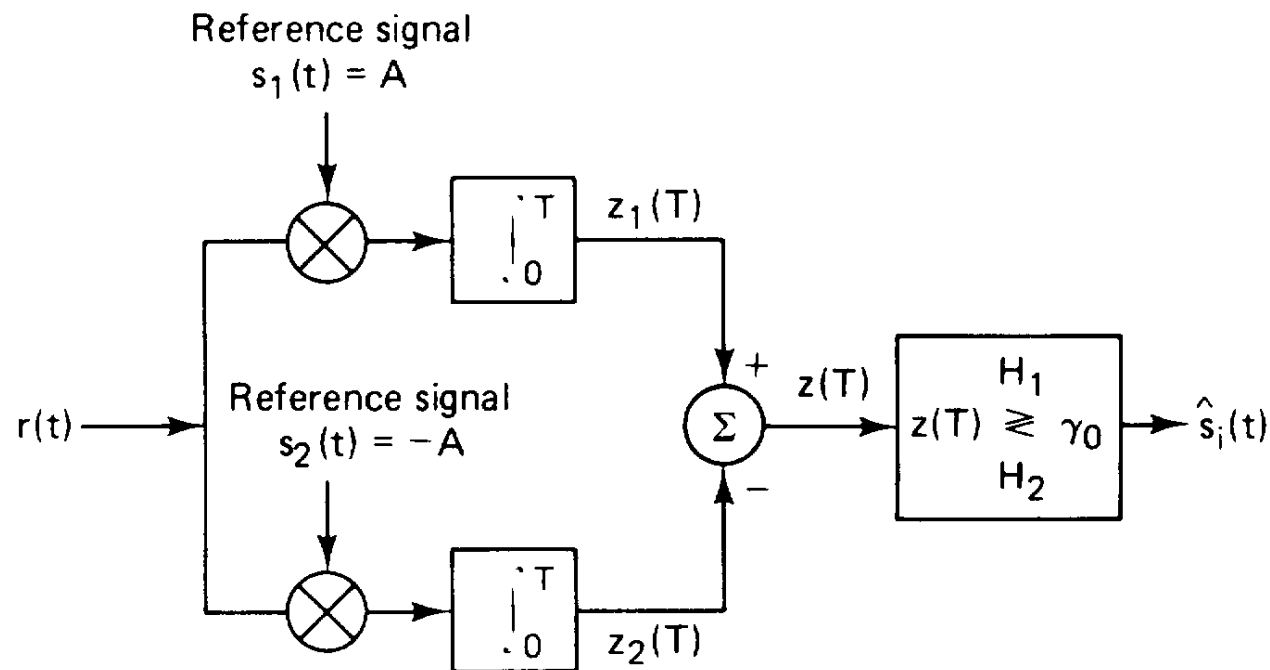 Reference signal
s₁(t) = A
∫ T 0
z₁(T)
+
r(t)
Reference signal
s₂(t) = -A
Σ
z(T)
H₁
z(T) ≷ γ₀
H₂
ŝᵢ(t)
−
∫ T 0
z₂(T)